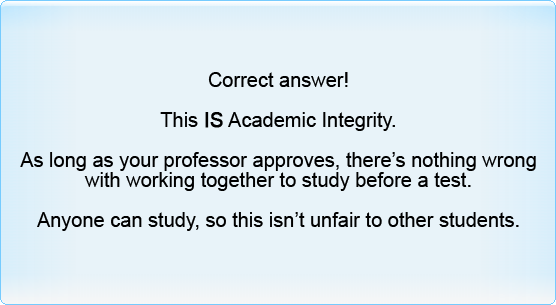 Correct answer!
This IS Academic Integrity.
As long as your professor approves, there's nothing wrong
with working together to study before a test.
Anyone can study, so this isn't unfair to other students.